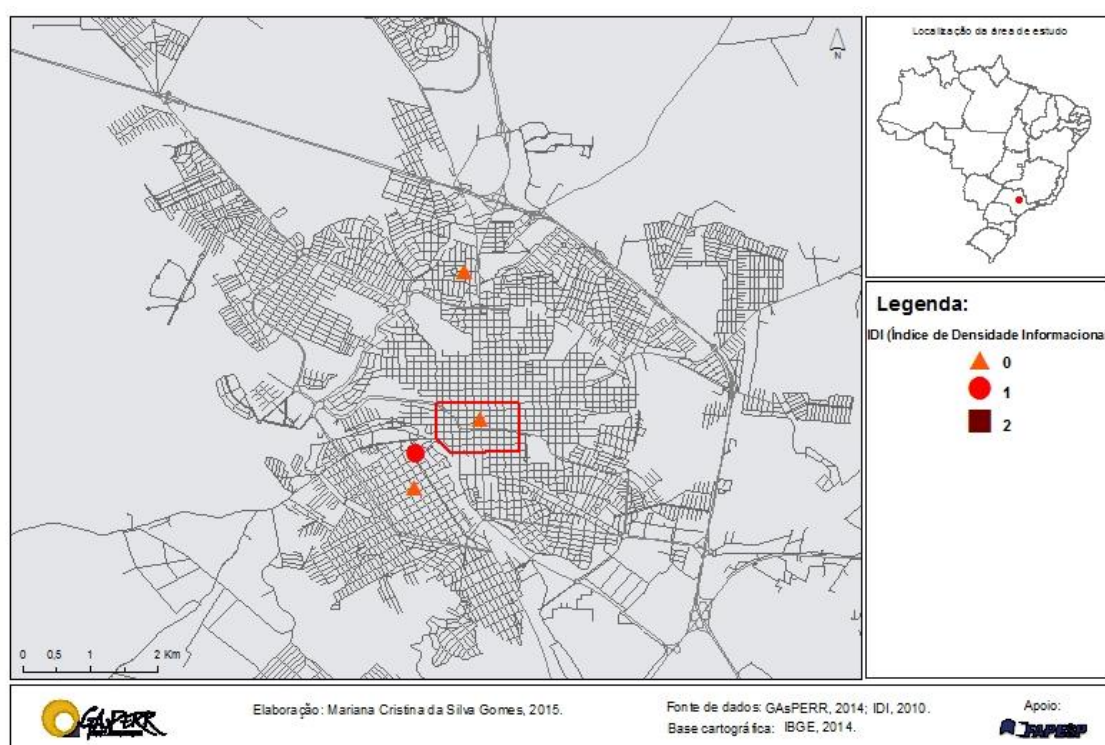 Localização da área de estudo
N
Legenda:
IDI (Índice de Densidade Informaciona
0
1
2
0 0,5 1 2 Km
GAsPERR
Elaboração: Mariana Cristina da Silva Gomes, 2015.
Fonte de dados: GAsPERR, 2014; IDI, 2010.
Base cartográfica: IBGE, 2014.
Apoio:
FAPESP